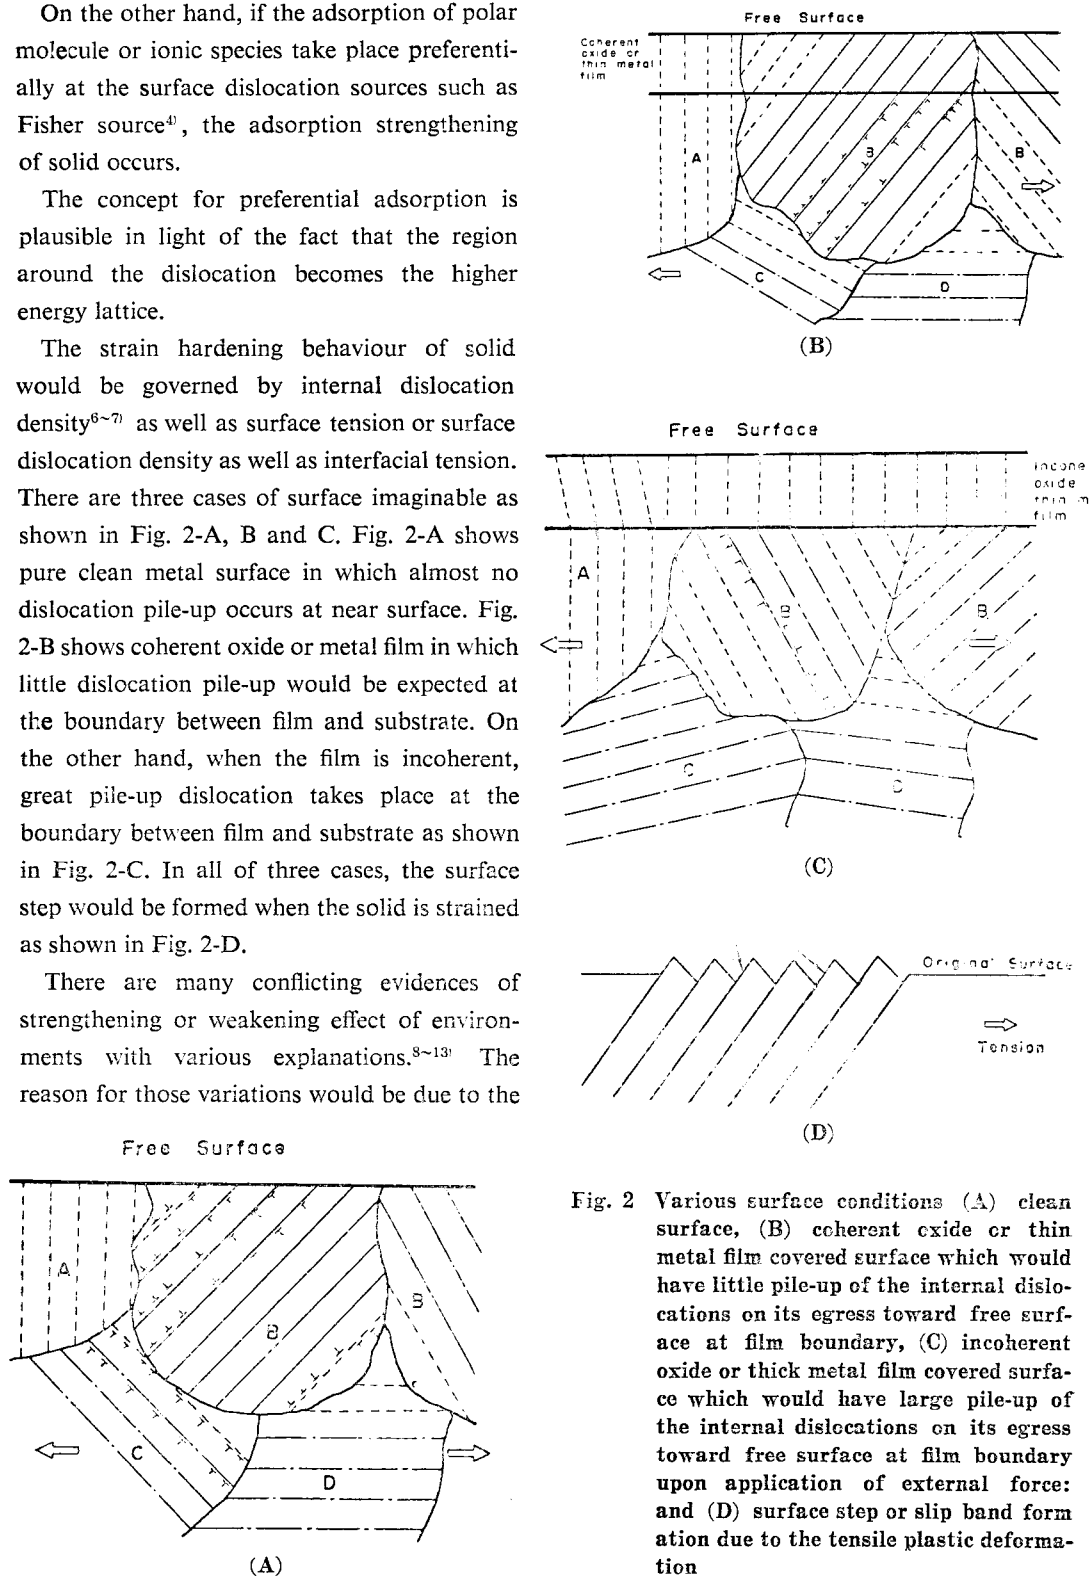 On the other hand, if the adsorption of polar
molecule or ionic species take place preferenti-
ally at the surface dislocation sources such as
Fisher source⁴⁾, the adsorption strengthening
of solid occurs.
The concept for preferential adsorption is
plausible in light of the fact that the region
around the dislocation becomes the higher
energy lattice.
The strain hardening behaviour of solid
would be governed by internal dislocation
density⁶~⁷⁾ as well as surface tension or surface
dislocation density as well as interfacial tension.
There are three cases of surface imaginable as
shown in Fig. 2-A, B and C. Fig. 2-A shows
pure clean metal surface in which almost no
dislocation pile-up occurs at near surface. Fig.
2-B shows coherent oxide or metal film in which
little dislocation pile-up would be expected at
the boundary between film and substrate. On
the other hand, when the film is incoherent,
great pile-up dislocation takes place at the
boundary between film and substrate as shown
in Fig. 2-C. In all of three cases, the surface
step would be formed when the solid is strained
as shown in Fig. 2-D.
There are many conflicting evidences of
strengthening or weakening effect of environ-
ments with various explanations.⁸~¹³⁾ The
reason for those variations would be due to the
Free Surface
A
B
B
C
D
(A)
Free Surface
Coherent
oxide or
thin metal
film
A
B
B
C
D
(B)
Free Surface
oxide
film
A
B
B
C
C
(C)
Original Surface
Tension
(D)
Fig. 2 Various surface conditions (A) clean
surface, (B) coherent oxide or thin
metal film covered surface which would
have little pile-up of the internal dislo-
cations on its egress toward free surf-
ace at film boundary, (C) incoherent
oxide or thick metal film covered surfa-
ce which would have large pile-up of
the internal dislocations on its egress
toward free surface at film boundary
upon application of external force:
and (D) surface step or slip band form
ation due to the tensile plastic deforma-
tion